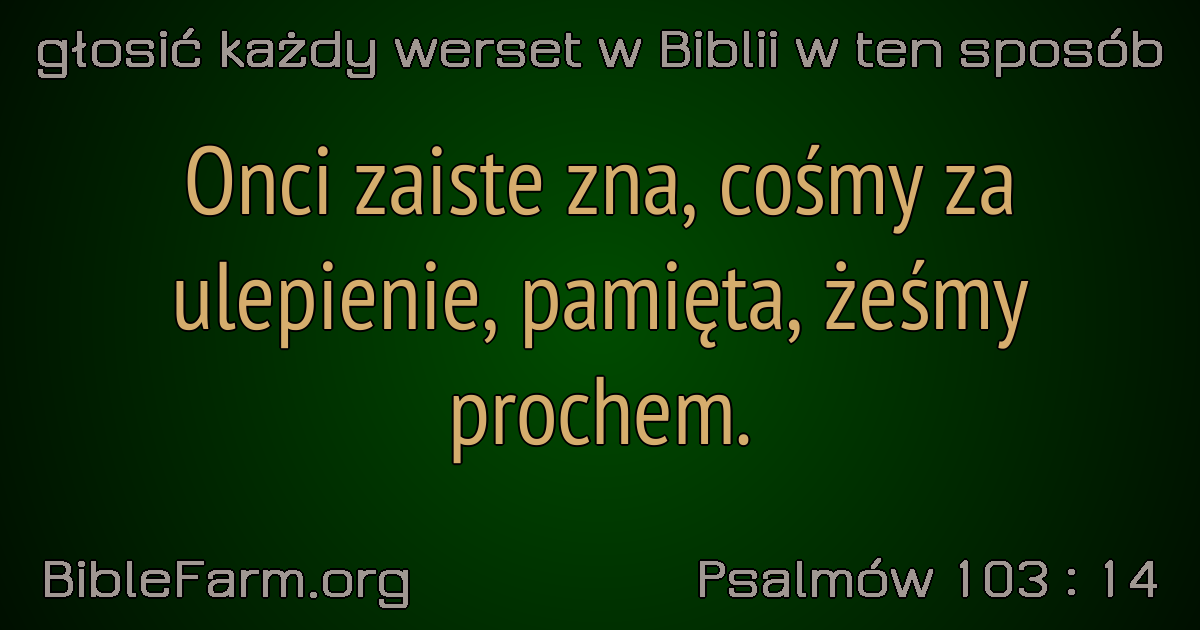 głosić każdy werset w Biblii w ten sposób
Onci zaiste zna, cośmy za
ulepienie, pamięta, żeśmy
prochem.
BibleFarm.org
Psalmów 103 : 14